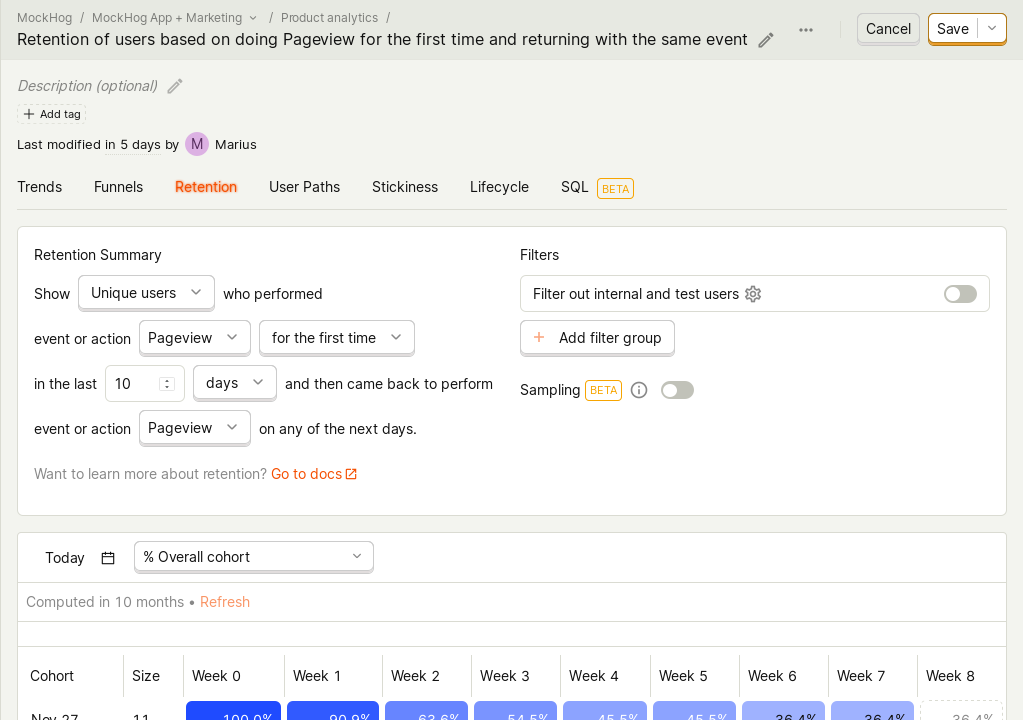 MockHog / MockHog App + Marketing / Product analytics /
Retention of users based on doing Pageview for the first time and returning with the same event
Cancel
Save
Description (optional)
Add tag
Last modified in 5 days by M Marius
Trends Funnels Retention User Paths Stickiness Lifecycle SQL BETA
Retention Summary
Show Unique users who performed
event or action Pageview for the first time
in the last 10 days and then came back to perform
event or action Pageview on any of the next days.
Want to learn more about retention? Go to docs
Filters
Filter out internal and test users
+ Add filter group
Sampling BETA
Today % Overall cohort
Computed in 10 months • Refresh
Cohort Size Week 0 Week 1 Week 2 Week 3 Week 4 Week 5 Week 6 Week 7 Week 8
Nov 27 11 100.0% 90.9% 63.6% 54.5% 45.5% 45.5% 36.4% 36.4% 36.4%